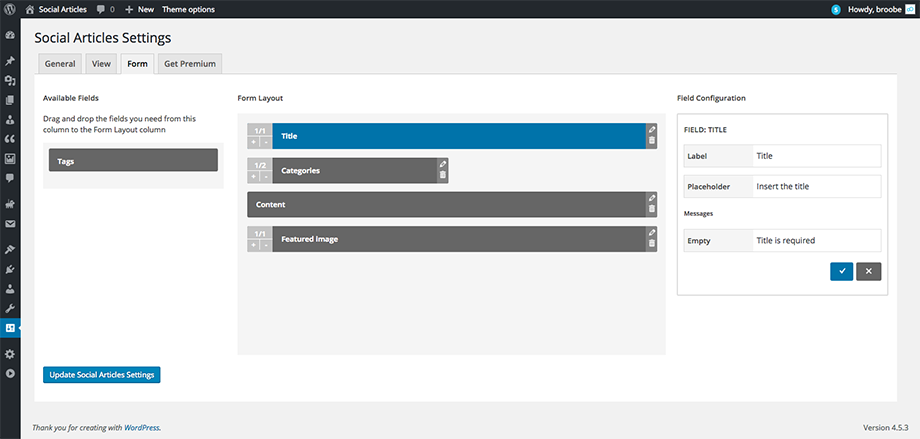 Social Articles 0 + New Theme options S Howdy, broobe
Social Articles Settings
General View Form Get Premium
Available Fields
Drag and drop the fields you need from this
column to the Form Layout column
Tags
Form Layout
1/1
+ -
Title
1/2
+ -
Categories
Content
1/1
+ -
Featured image
Field Configuration
FIELD: TITLE
Label Title
Placeholder Insert the title
Messages
Empty Title is required
Update Social Articles Settings
Thank you for creating with WordPress. Version 4.5.3